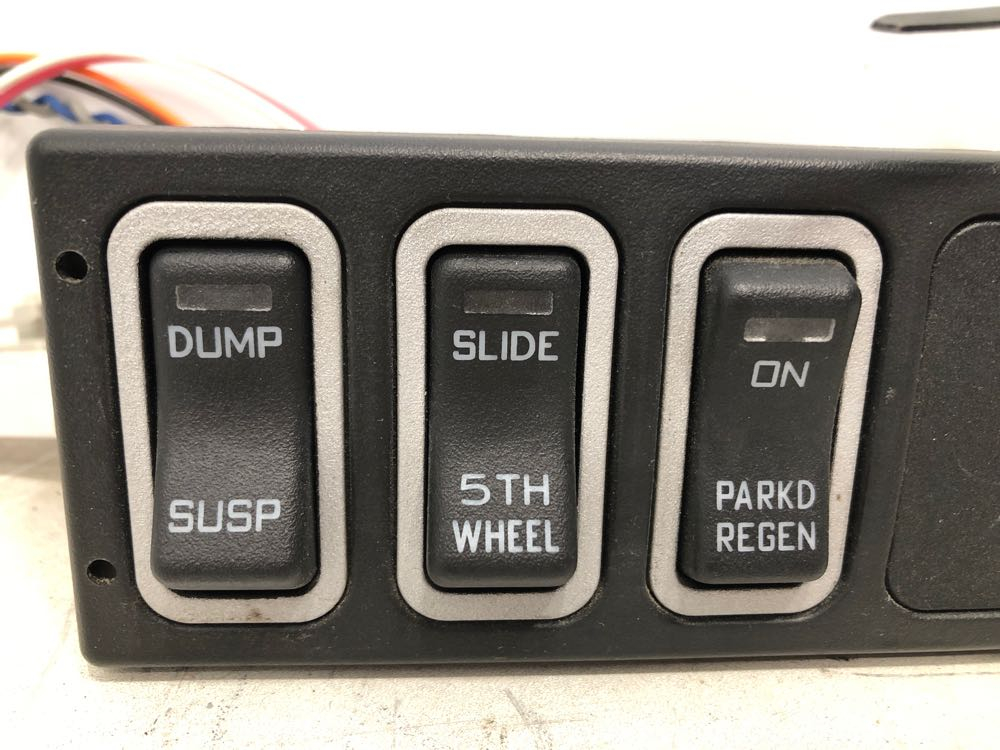 DUMP
SUSP
SLIDE
5TH
WHEEL
ON
PARKD
REGEN